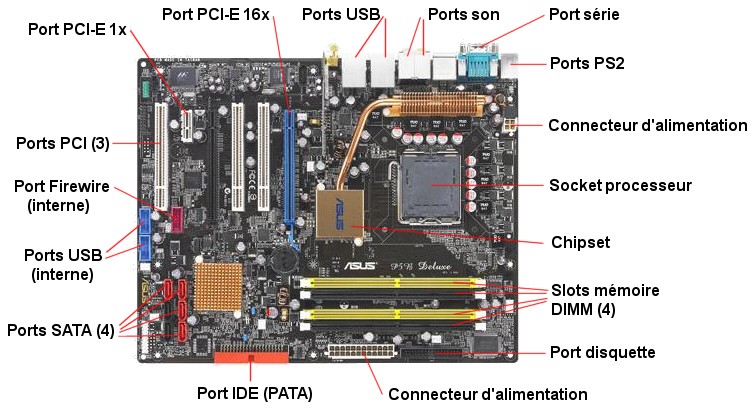 Port PCI-E 16x
Ports USB
Ports son
Port série
Port PCI-E 1x
Ports PS2
Connecteur d'alimentation
Ports PCI (3)
Socket processeur
Port Firewire
(interne)
Chipset
Ports USB
(interne)
ASUS
ASUS P5B Deluxe
Slots mémoire
DIMM (4)
ASUS
Ports SATA (4)
Port disquette
Port IDE (PATA)
Connecteur d'alimentation